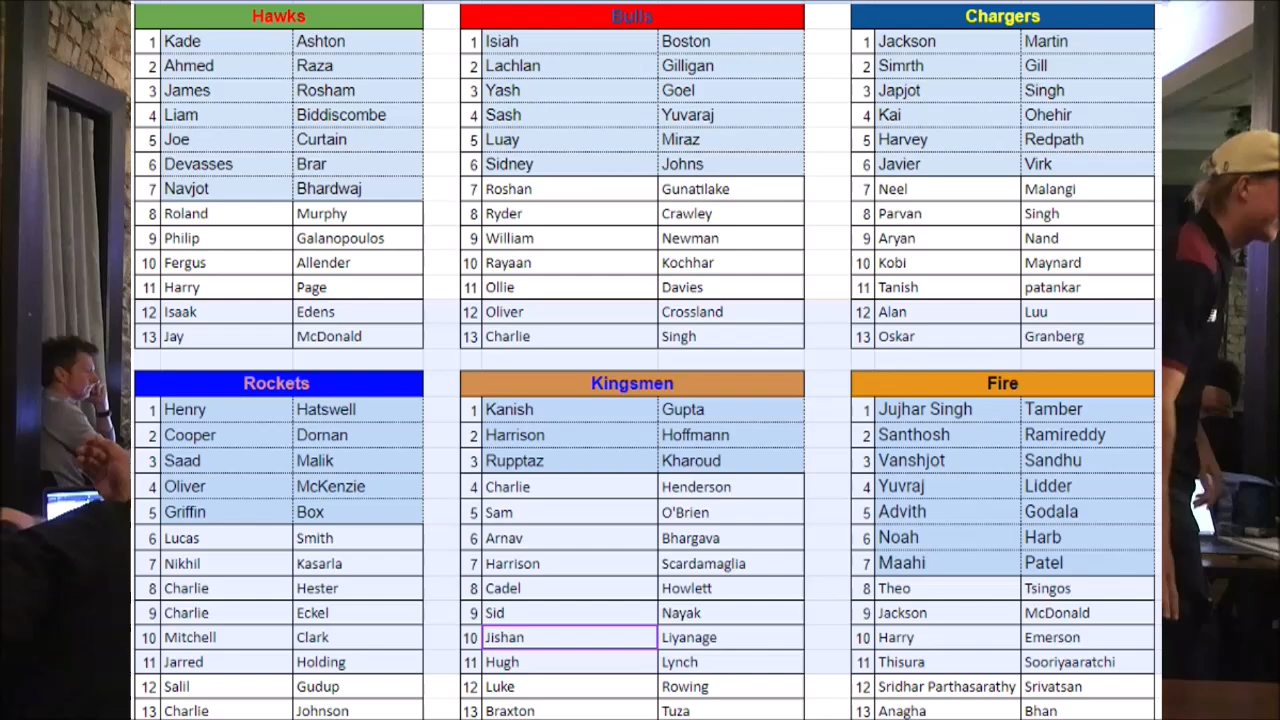 Hawks
1 Kade Ashton
2 Ahmed Raza
3 James Rosham
4 Liam Biddiscombe
5 Joe Curtain
6 Devasses Brar
7 Navjot Bhardwaj
8 Roland Murphy
9 Philip Galanopoulos
10 Fergus Allender
11 Harry Page
12 Isaak Edens
13 Jay McDonald
Bulls
1 Isiah Boston
2 Lachlan Gilligan
3 Yash Goel
4 Sash Yuvaraj
5 Luay Miraz
6 Sidney Johns
7 Roshan Gunatilake
8 Ryder Crawley
9 William Newman
10 Rayaan Kochhar
11 Ollie Davies
12 Oliver Crossland
13 Charlie Singh
Chargers
1 Jackson Martin
2 Simrth Gill
3 Japjot Singh
4 Kai Ohehir
5 Harvey Redpath
6 Javier Virk
7 Neel Malangi
8 Parvan Singh
9 Aryan Nand
10 Kobi Maynard
11 Tanish patankar
12 Alan Luu
13 Oskar Granberg
Rockets
1 Henry Hatswell
2 Cooper Dornan
3 Saad Malik
4 Oliver McKenzie
5 Griffin Box
6 Lucas Smith
7 Nikhil Kasarla
8 Charlie Hester
9 Charlie Eckel
10 Mitchell Clark
11 Jarred Holding
12 Salil Gudup
13 Charlie Johnson
Kingsmen
1 Kanish Gupta
2 Harrison Hoffmann
3 Rupptaz Kharoud
4 Charlie Henderson
5 Sam O'Brien
6 Arnav Bhargava
7 Harrison Scardamaglia
8 Cadel Howlett
9 Sid Nayak
10 Jishan Liyanage
11 Hugh Lynch
12 Luke Rowing
13 Braxton Tuza
Fire
1 Jujhar Singh Tamber
2 Santhosh Ramireddy
3 Vanshjot Sandhu
4 Yuvraj Lidder
5 Advith Godala
6 Noah Harb
7 Maahi Patel
8 Theo Tsingos
9 Jackson McDonald
10 Harry Emerson
11 Thisura Sooriyaaratchi
12 Sridhar Parthasarathy Srivatsan
13 Anagha Bhan